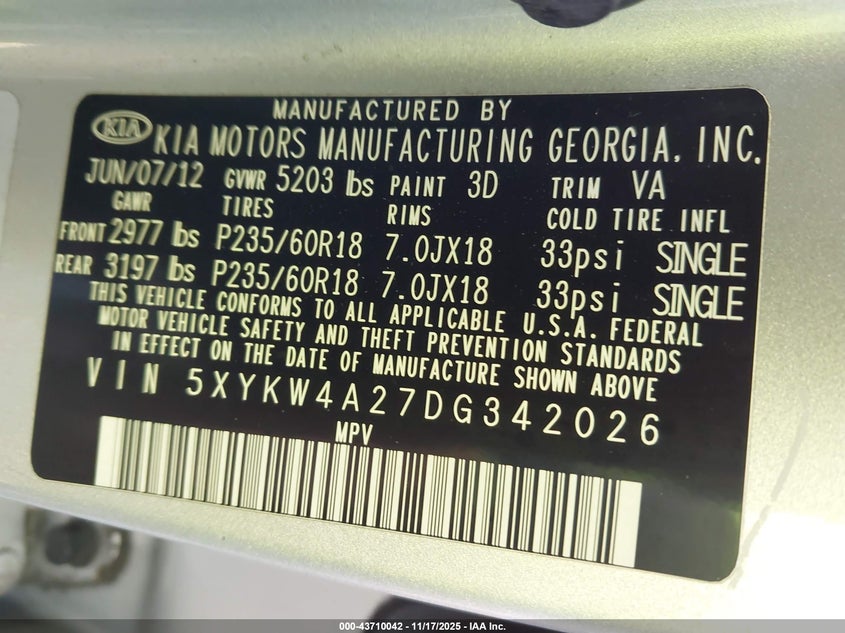 MANUFACTURED BY
KIA KIA MOTORS MANUFACTURING GEORGIA, INC.
JUN/07/12 GVWR 5203 lbs PAINT 3D TRIM VA
GAWR TIRES RIMS COLD TIRE INFL
FRONT 2977 lbs P235/60R18 7.0JX18 33psi SINGLE
REAR 3197 lbs P235/60R18 7.0JX18 33psi SINGLE
THIS VEHICLE CONFORMS TO ALL APPLICABLE U.S.A. FEDERAL
MOTOR VEHICLE SAFETY AND THEFT PREVENTION STANDARDS
IN EFFECT ON THE DATE OF MANUFACTURE SHOWN ABOVE
VIN 5XYKW4A27DG342026
MPV
000-43710042 - 11/17/2025 - IAA Inc.